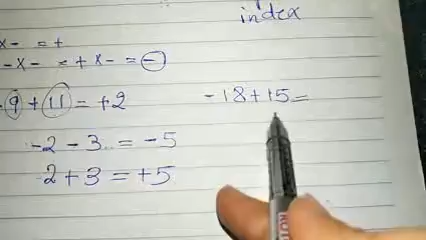 index
x - = +
- x - = + x - = -
9 + 11 = +2
-18+15=
-2 - 3 = -5
2 + 3 = +5